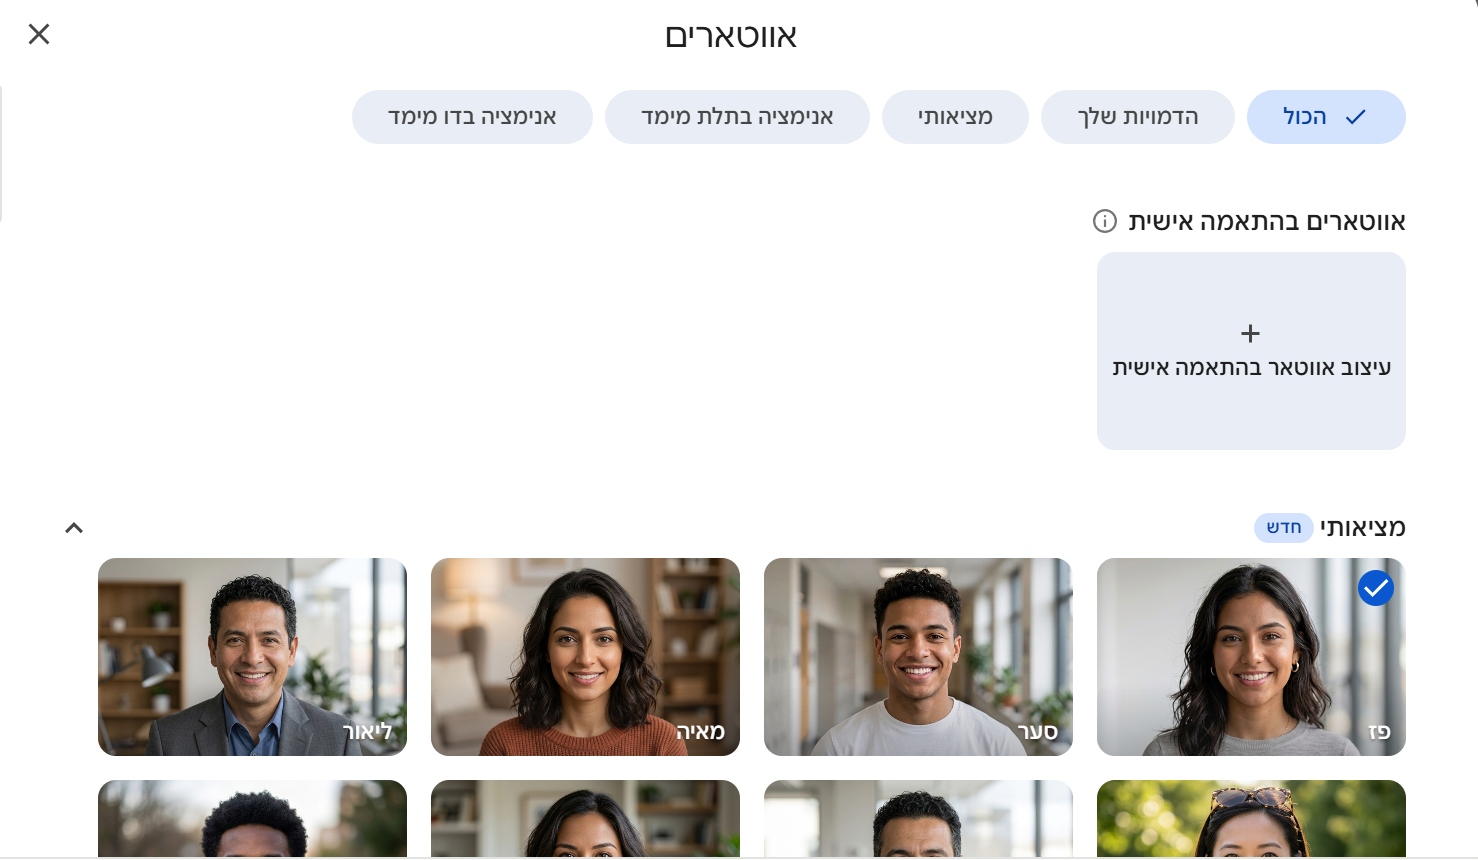 אווטארים
הכול
הדמויות שלך
מציאותי
אנימציה בתלת מימד
אנימציה בדו מימד
אווטארים בהתאמה אישית
עיצוב אווטאר בהתאמה אישית
מציאותי חדש
פז
סער
מאיה
ליאור